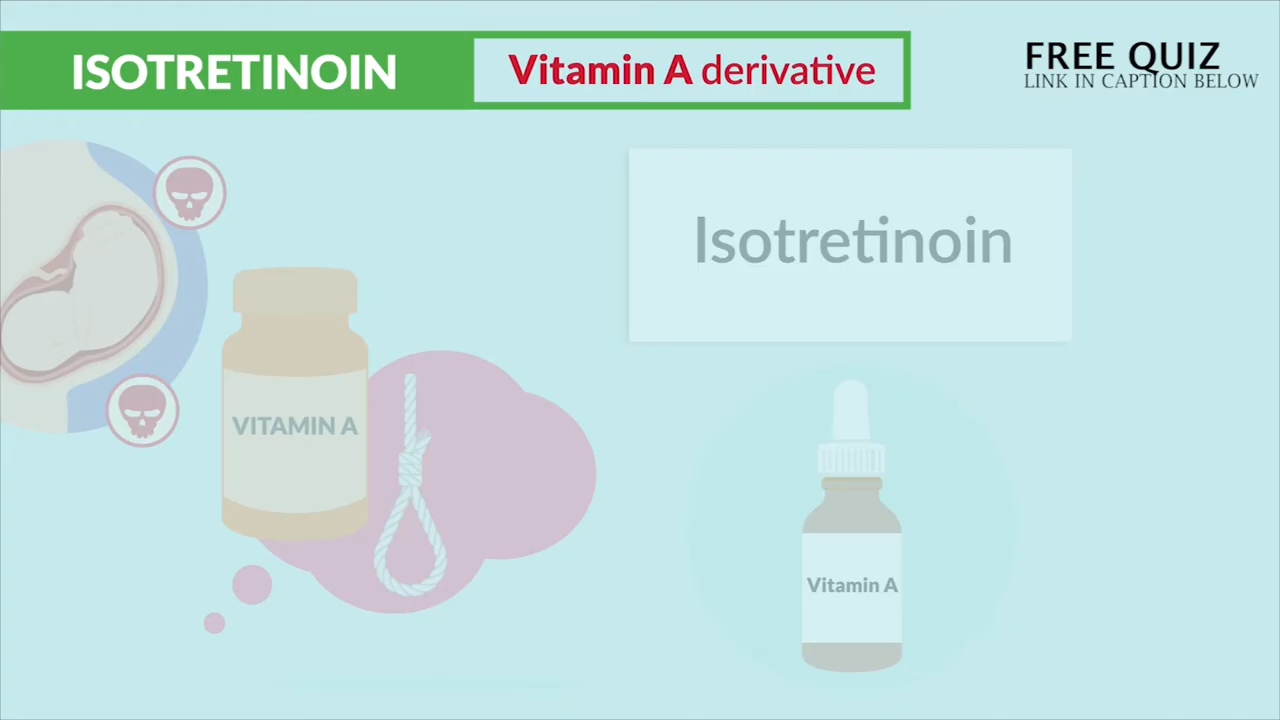 ISOTRETINOIN
Vitamin A derivative
FREE QUIZ
LINK IN CAPTION BELOW
Isotretinoin
VITAMIN A
Vitamin A